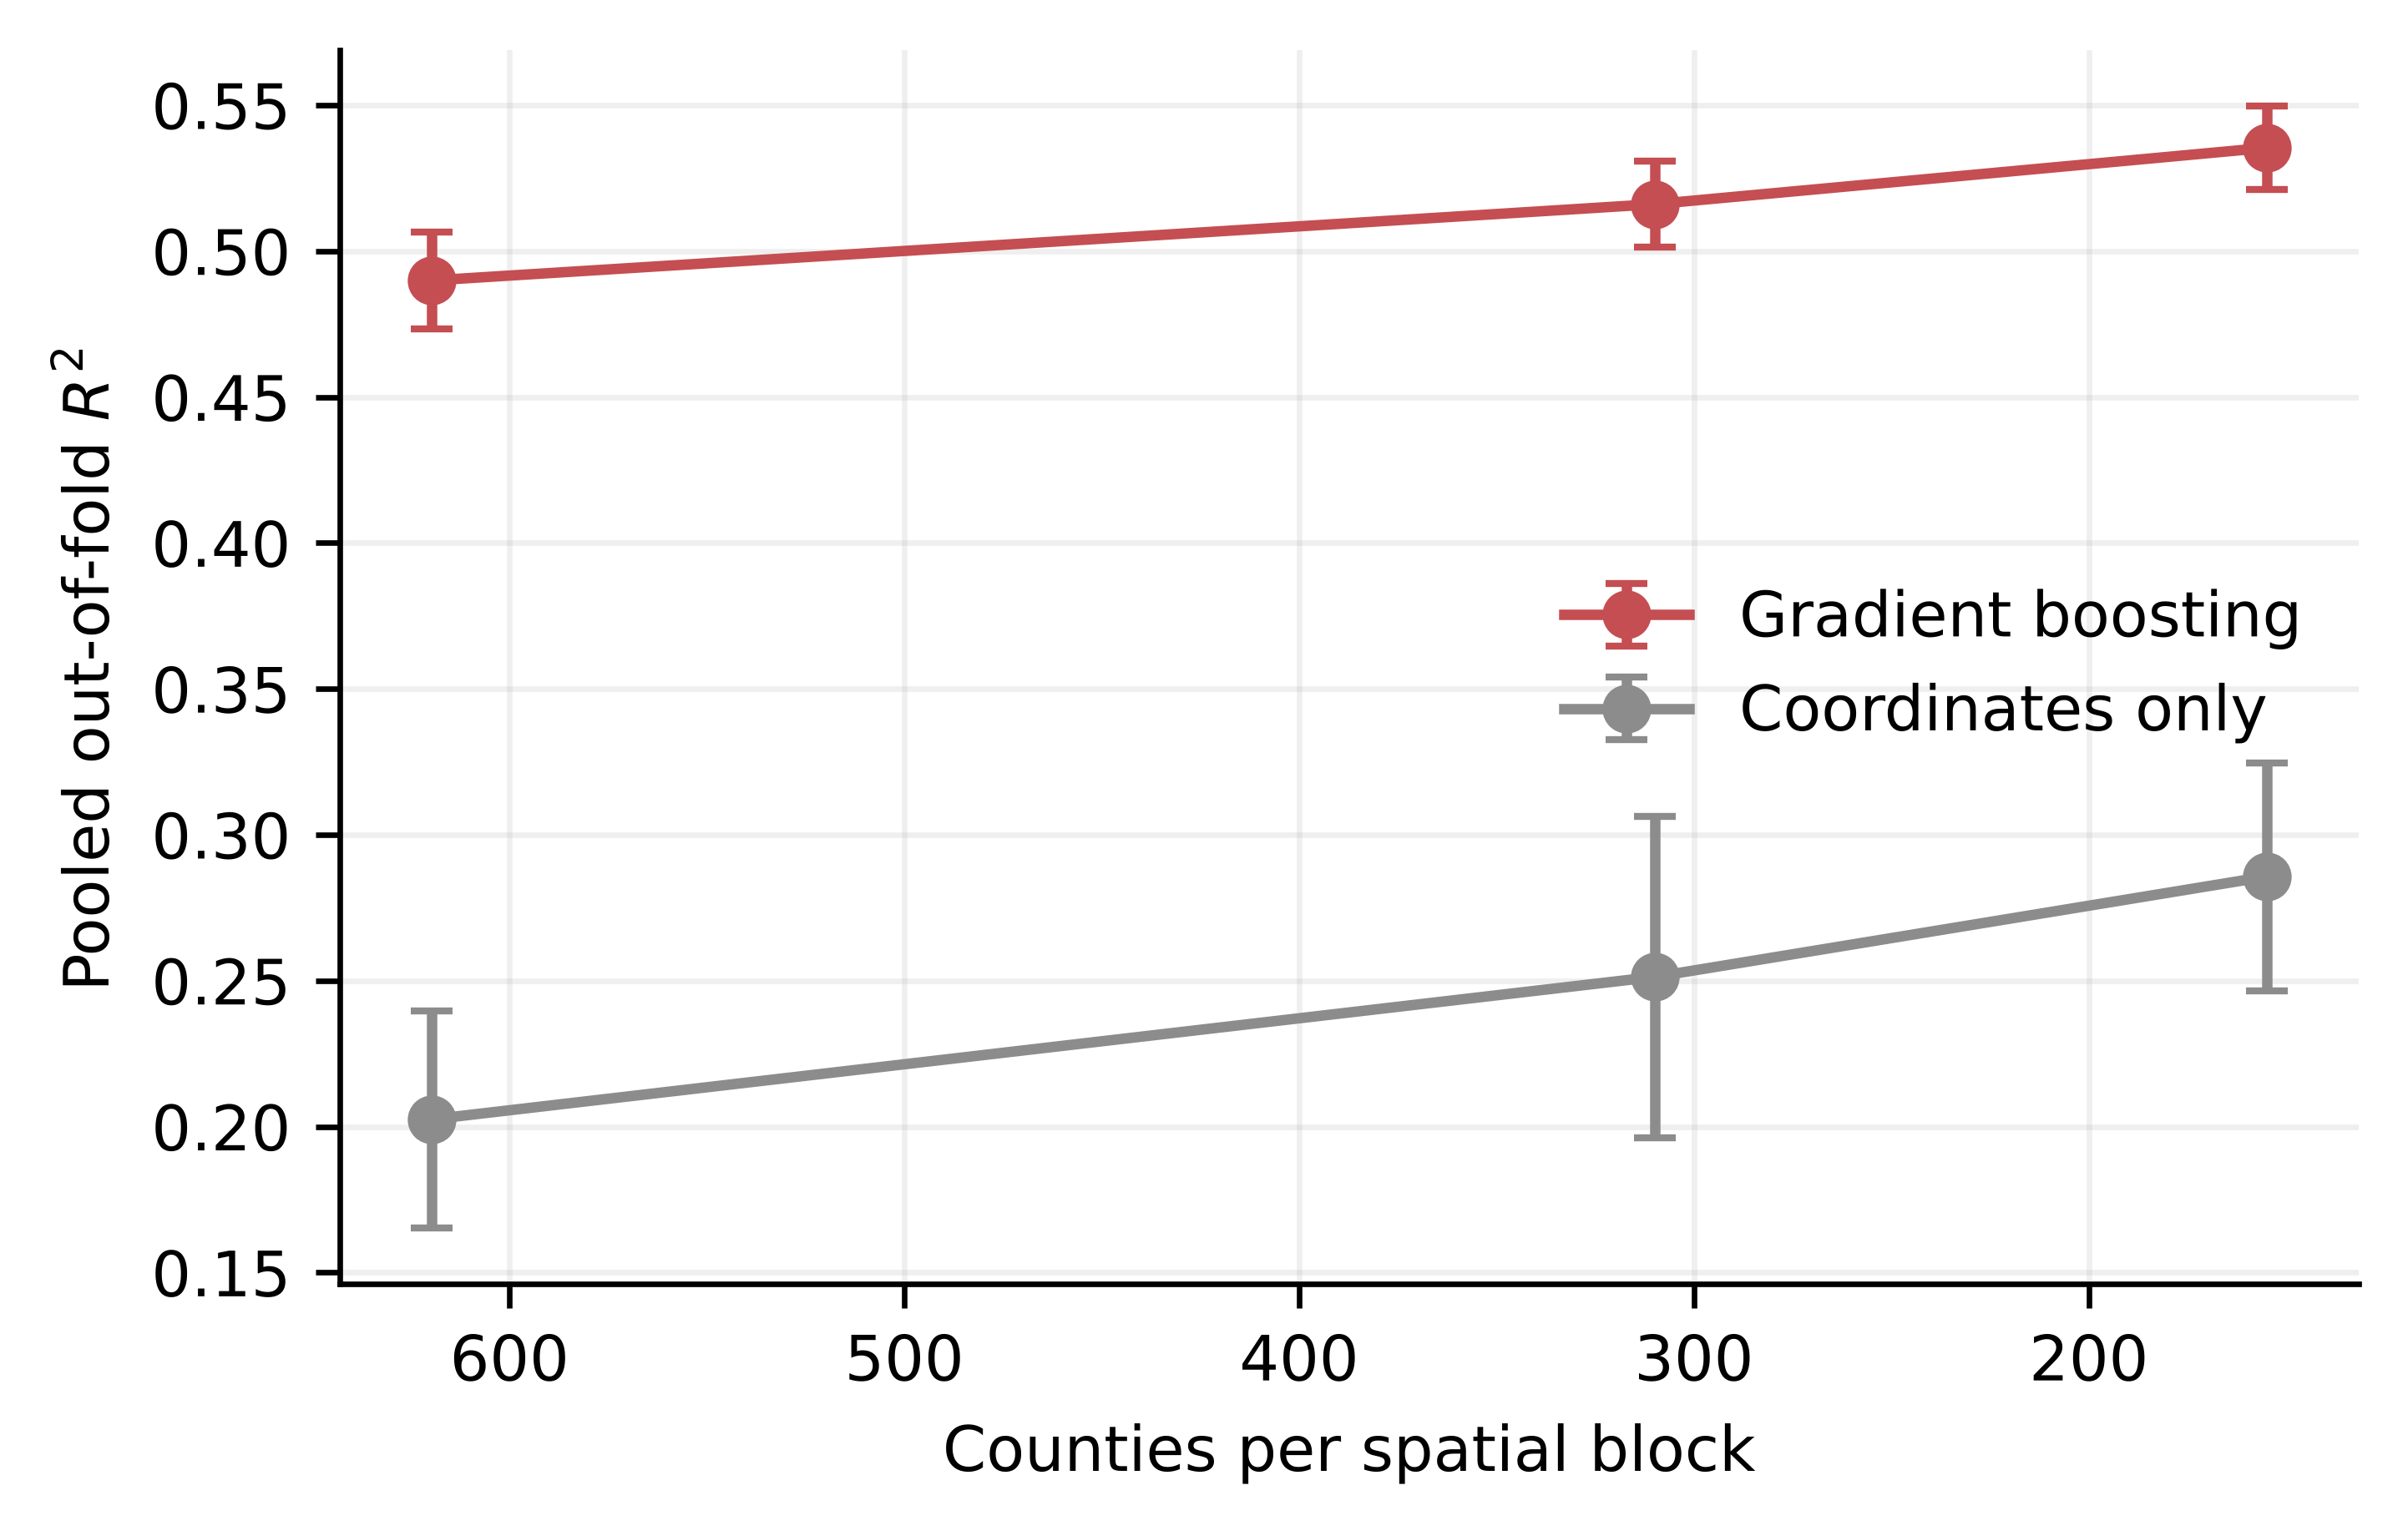 0.55
0.50
0.45
0.40
0.35
0.30
0.25
0.20
0.15
Pooled out-of-fold R²
Gradient boosting
Coordinates only
600 500 400 300 200
Counties per spatial block